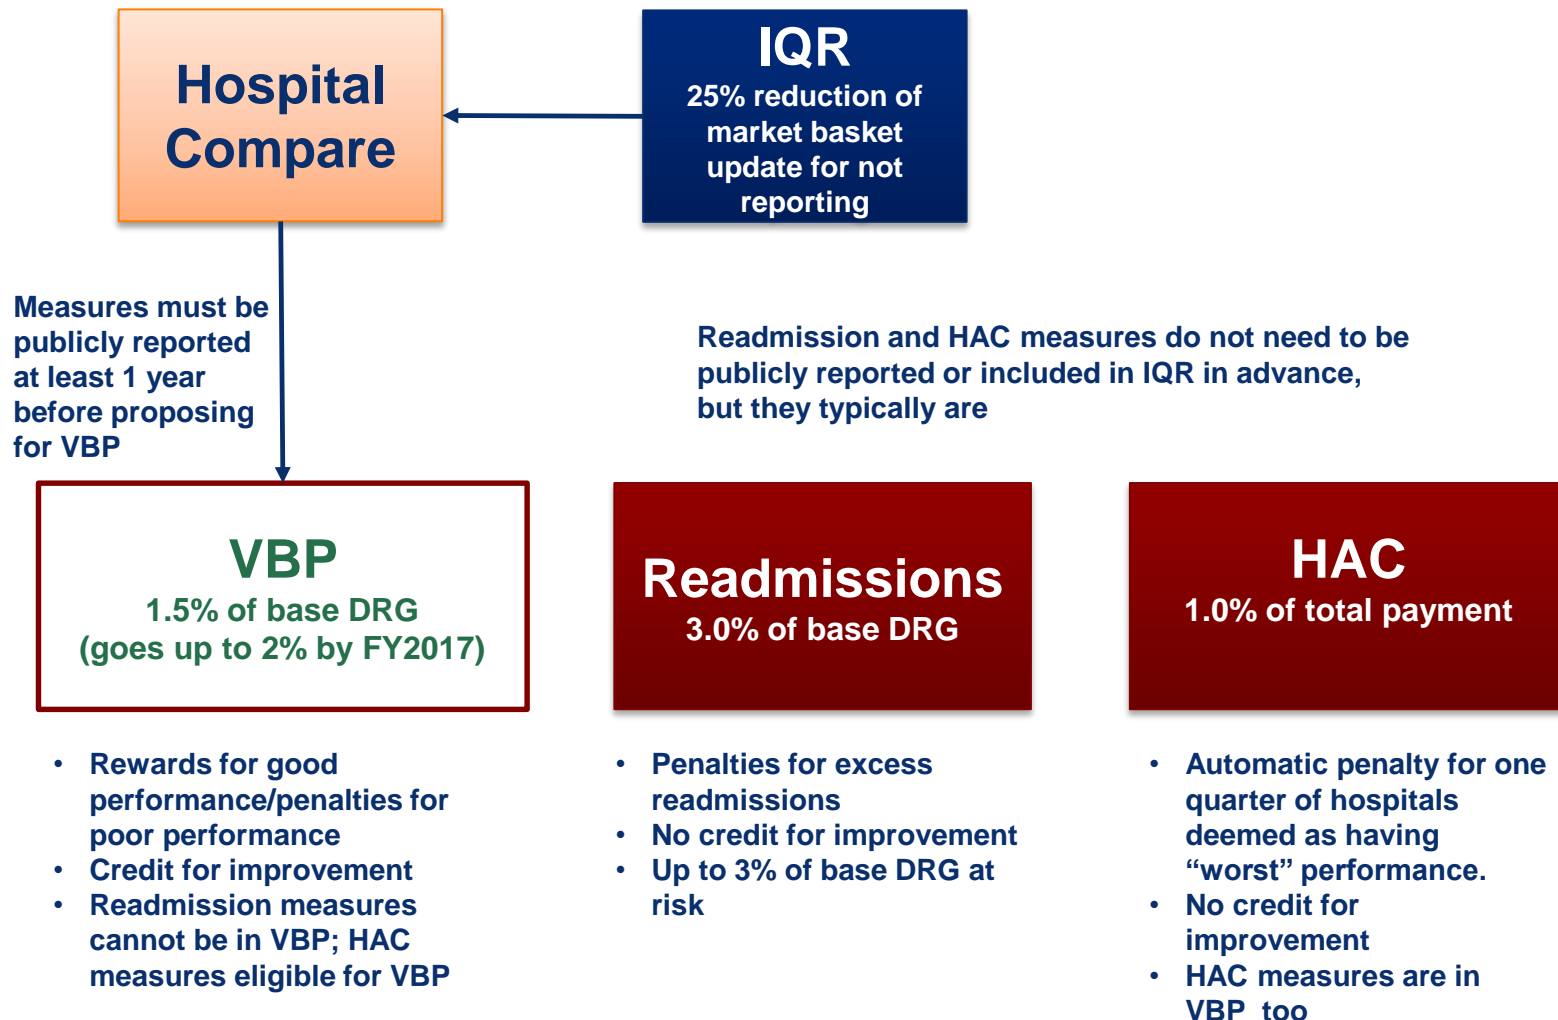 Hospital
Compare
IQR
25% reduction of
market basket
update for not
reporting
Measures must be
publicly reported
at least 1 year
before proposing
for VBP
Readmission and HAC measures do not need to be
publicly reported or included in IQR in advance,
but they typically are
VBP
1.5% of base DRG
(goes up to 2% by FY2017)
Readmissions
3.0% of base DRG
HAC
1.0% of total payment
• Rewards for good
performance/penalties for
poor performance
• Credit for improvement
• Readmission measures
cannot be in VBP; HAC
measures eligible for VBP
• Penalties for excess
readmissions
• No credit for improvement
• Up to 3% of base DRG at
risk
• Automatic penalty for one
quarter of hospitals
deemed as having
“worst” performance.
• No credit for
improvement
• HAC measures are in
VBP too